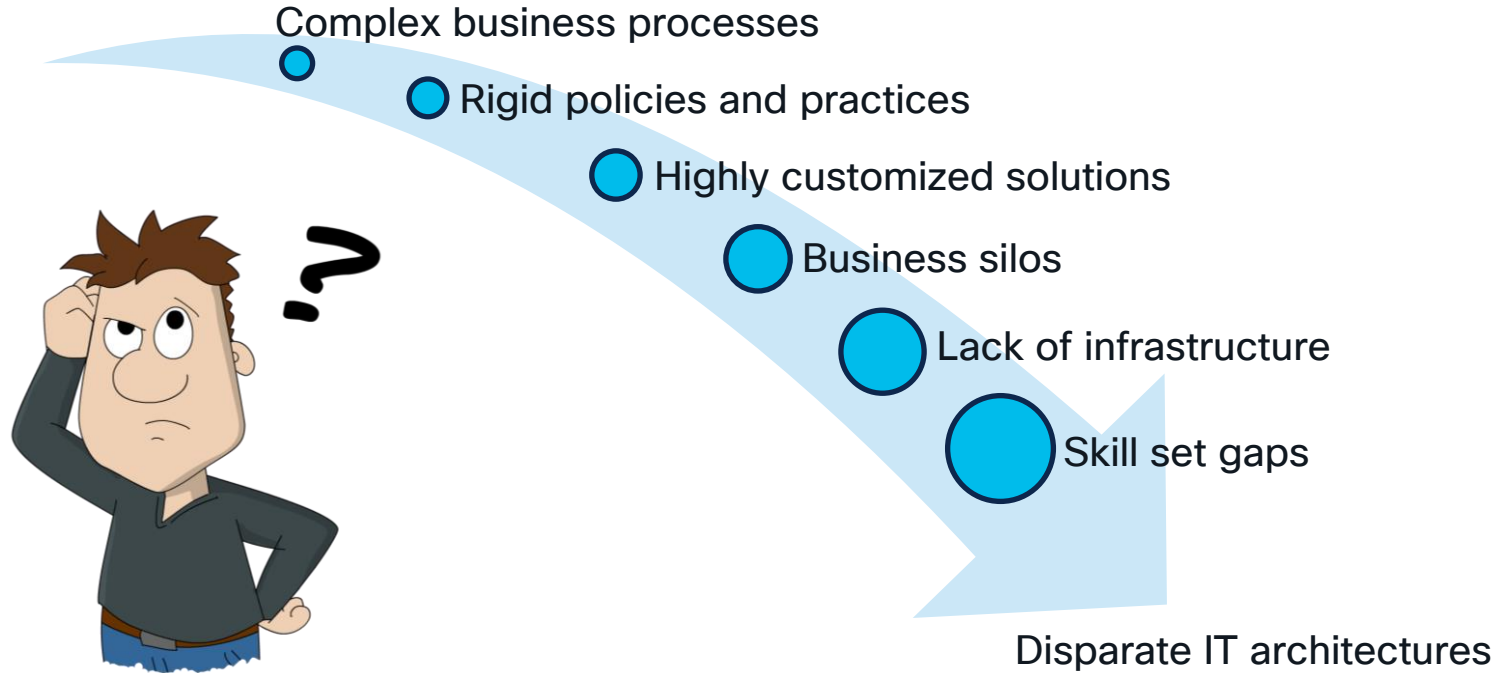 Complex business processes
Rigid policies and practices
?
Highly customized solutions
Business silos
Lack of infrastructure
Skill set gaps
Disparate IT architectures